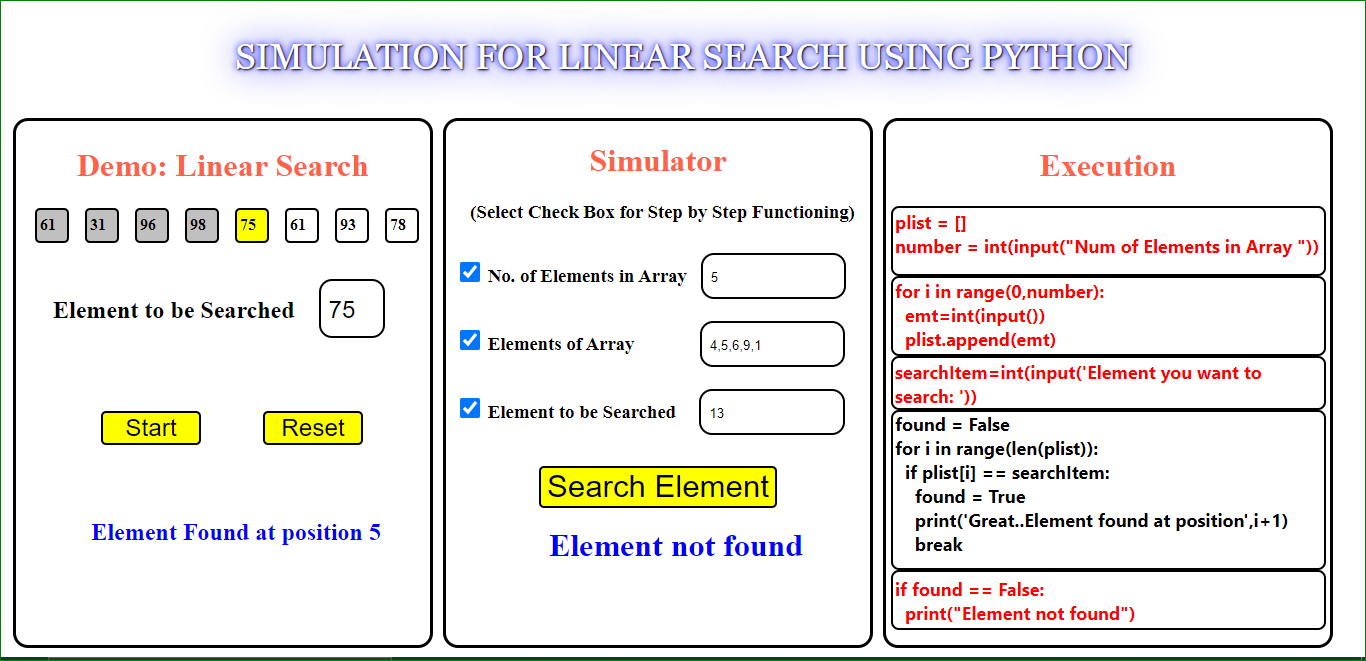 SIMULATION FOR LINEAR SEARCH USING PYTHON
Demo: Linear Search
61 31 96 98 75 61 93 78
Element to be Searched 75
Start Reset
Element Found at position 5
Simulator
(Select Check Box for Step by Step Functioning)
No. of Elements in Array 5
Elements of Array 4,5,6,9,1
Element to be Searched 13
Search Element
Element not found
Execution
plist = []
number = int(input("Num of Elements in Array "))
for i in range(0,number):
emt=int(input())
plist.append(emt)
searchItem=int(input('Element you want to
search: '))
found = False
for i in range(len(plist)):
if plist[i] == searchItem:
found = True
print('Great..Element found at position',i+1)
break
if found == False:
print("Element not found")